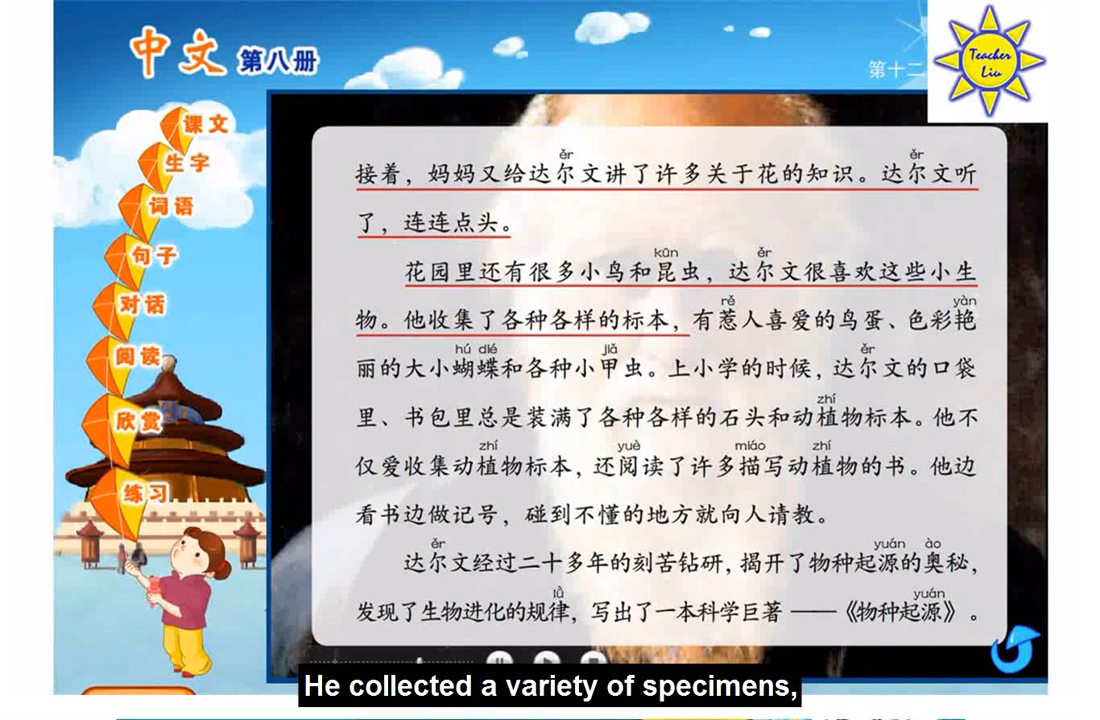 中文 第八册
第十二
Teacher
Liu
课文
生字
词语
句子
对话
阅读
欣赏
练习
ěr ěr
接着，妈妈又给达尔文讲了许多关于花的知识。达尔文听
了，连连点头。
kūn ěr
花园里还有很多小鸟和昆虫，达尔文很喜欢这些小生
rě yàn
物。他收集了各种各样的标本，有惹人喜爱的鸟蛋、色彩艳
hú dié jiǎ ěr
丽的大小蝴蝶和各种小甲虫。上小学的时候，达尔文的口袋
zhí
里、书包里总是装满了各种各样的石头和动植物标本。他不
zhí yuè miáo zhí
仅爱收集动植物标本，还阅读了许多描写动植物的书。他边
看书边做记号，碰到不懂的地方就向人请教。
ěr yuán ào
达尔文经过二十多年的刻苦钻研，揭开了物种起源的奥秘，
lǜ yuán
发现了生物进化的规律，写出了一本科学巨著 ——《物种起源》。
He collected a variety of specimens,